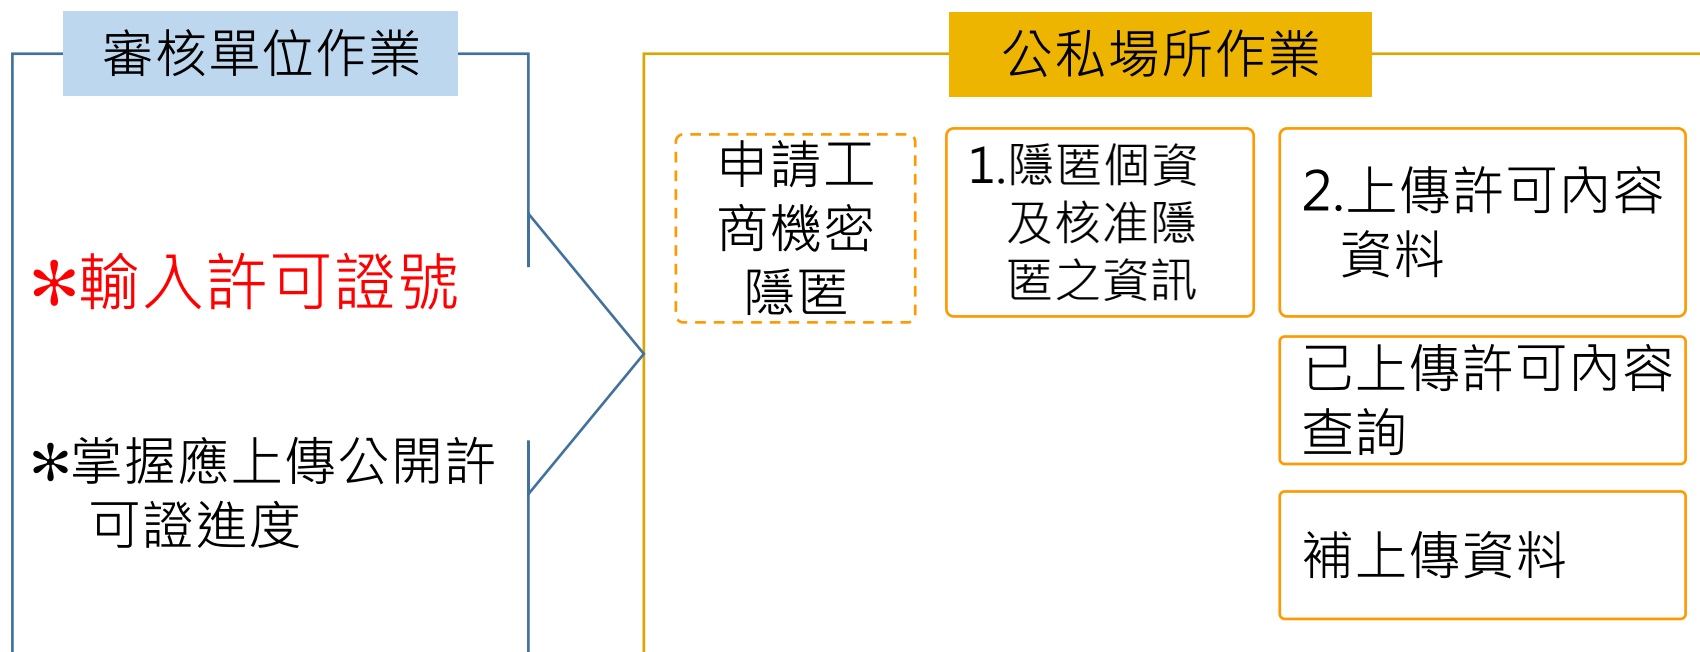 審核單位作業
＊輸入許可證號
＊掌握應上傳公開許
可證進度
公私場所作業
申請工
商機密
隱匿
1.隱匿個資
及核准隱
匿之資訊
2.上傳許可內容
資料
已上傳許可內容
查詢
補上傳資料